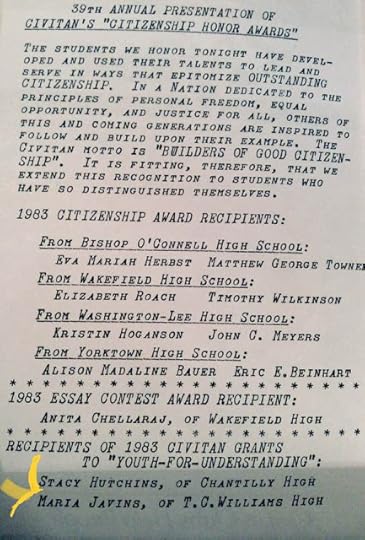 39TH ANNUAL PRESENTATION OF
CIVITAN'S "CITIZENSHIP HONOR AWARDS"
THE STUDENTS WE HONOR TONIGHT HAVE DEVEL-
OPED AND USED THEIR TALENTS TO LEAD AND
SERVE IN WAYS THAT EPITOMIZE OUTSTANDING
CITIZENSHIP. IN A NATION DEDICATED TO THE
PRINCIPLES OF PERSONAL FREEDOM, EQUAL
OPPORTUNITY, AND JUSTICE FOR ALL, OTHERS OF
THIS AND COMING GENERATIONS ARE INSPIRED TO
FOLLOW AND BUILD UPON THEIR EXAMPLE. THE
CIVITAN MOTTO IS "BUILDERS OF GOOD CITIZEN-
SHIP". IT IS FITTING, THEREFORE, THAT WE
EXTEND THIS RECOGNITION TO STUDENTS WHO
HAVE SO DISTINGUISHED THEMSELVES.
1983 CITIZENSHIP AWARD RECIPIENTS:
FROM BISHOP O'CONNELL HIGH SCHOOL:
EVA MARIAH HERBST MATTHEW GEORGE TOWNE
FROM WAKEFIELD HIGH SCHOOL:
ELIZABETH ROACH TIMOTHY WILKINSON
FROM WASHINGTON-LEE HIGH SCHOOL:
KRISTIN HOGANSON JOHN C. MEYERS
FROM YORKTOWN HIGH SCHOOL:
ALISON MADALINE BAUER ERIC E.BEINHART
* * * * * * * * * * * * * * * * * * * * * * * * *
1983 ESSAY CONTEST AWARD RECIPIENT:
ANITA CHELLARAJ, OF WAKEFIELD HIGH
* * * * * * * * * * * * * * * * * * * * * * * * *
RECIPIENTS OF 1983 CIVITAN GRANTS
TO "YOUTH-FOR-UNDERSTANDING":
STACY HUTCHINS, OF CHANTILLY HIGH
MARIA JAVINS, OF T.C.WILLIAMS HIGH